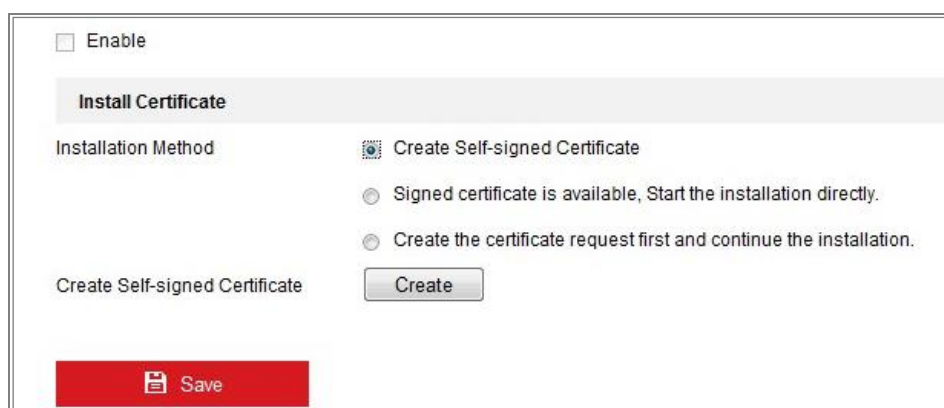 Enable
Install Certificate
Installation Method
Create Self-signed Certificate
Signed certificate is available, Start the installation directly.
Create the certificate request first and continue the installation.
Create Self-signed Certificate
Create
Save